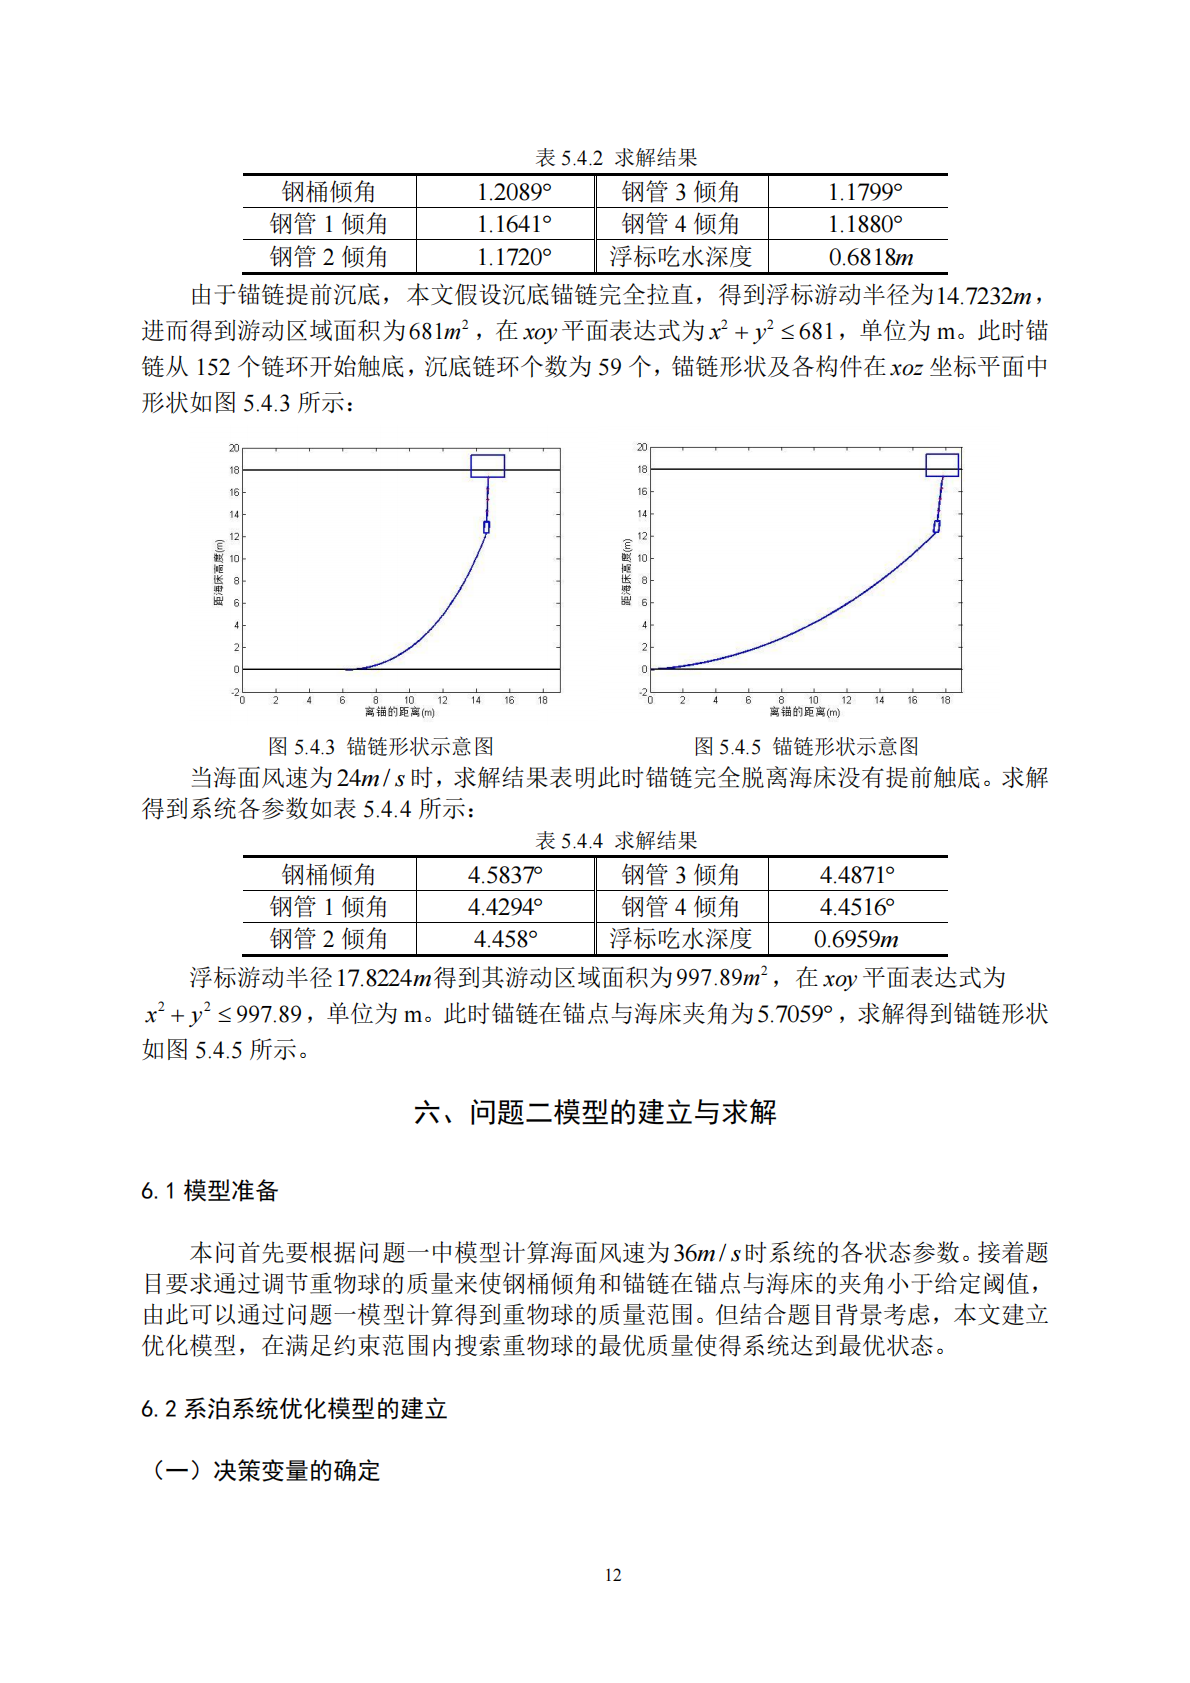 表 5.4.2 求解结果
钢桶倾角 1.2089° 钢管 3 倾角 1.1799°
钢管 1 倾角 1.1641° 钢管 4 倾角 1.1880°
钢管 2 倾角 1.1720° 浮标吃水深度 0.6818m
由于锚链提前沉底，本文假设沉底锚链完全拉直，得到浮标游动半径为14.7232m，
进而得到游动区域面积为681m²，在 xoy 平面表达式为 x² + y² ≤ 681，单位为 m。此时锚
链从 152 个链环开始触底，沉底链环个数为 59 个，锚链形状及各构件在 xoz 坐标平面中
形状如图 5.4.3 所示：
20
18
16
14
12
10
8
6
4
2
0
-2
0 2 4 6 8 10 12 14 16 18
距海床高度(m)
离锚的距离(m)
20
18
16
14
12
10
8
6
4
2
0
-2
0 2 4 6 8 10 12 14 16 18
距海床高度(m)
离锚的距离(m)
图 5.4.3 锚链形状示意图 图 5.4.5 锚链形状示意图
当海面风速为 24m / s 时，求解结果表明此时锚链完全脱离海床没有提前触底。求解
得到系统各参数如表 5.4.4 所示：
表 5.4.4 求解结果
钢桶倾角 4.5837° 钢管 3 倾角 4.4871°
钢管 1 倾角 4.4294° 钢管 4 倾角 4.4516°
钢管 2 倾角 4.458° 浮标吃水深度 0.6959m
浮标游动半径17.8224m得到其游动区域面积为997.89m²，在 xoy 平面表达式为
x² + y² ≤ 997.89，单位为 m。此时锚链在锚点与海床夹角为5.7059°，求解得到锚链形状
如图 5.4.5 所示。
六、问题二模型的建立与求解
6.1 模型准备
本问首先要根据问题一中模型计算海面风速为36m / s时系统的各状态参数。接着题
目要求通过调节重物球的质量来使钢桶倾角和锚链在锚点与海床的夹角小于给定阈值，
由此可以通过问题一模型计算得到重物球的质量范围。但结合题目背景考虑，本文建立
优化模型，在满足约束范围内搜索重物球的最优质量使得系统达到最优状态。
6.2 系泊系统优化模型的建立
（一）决策变量的确定
12